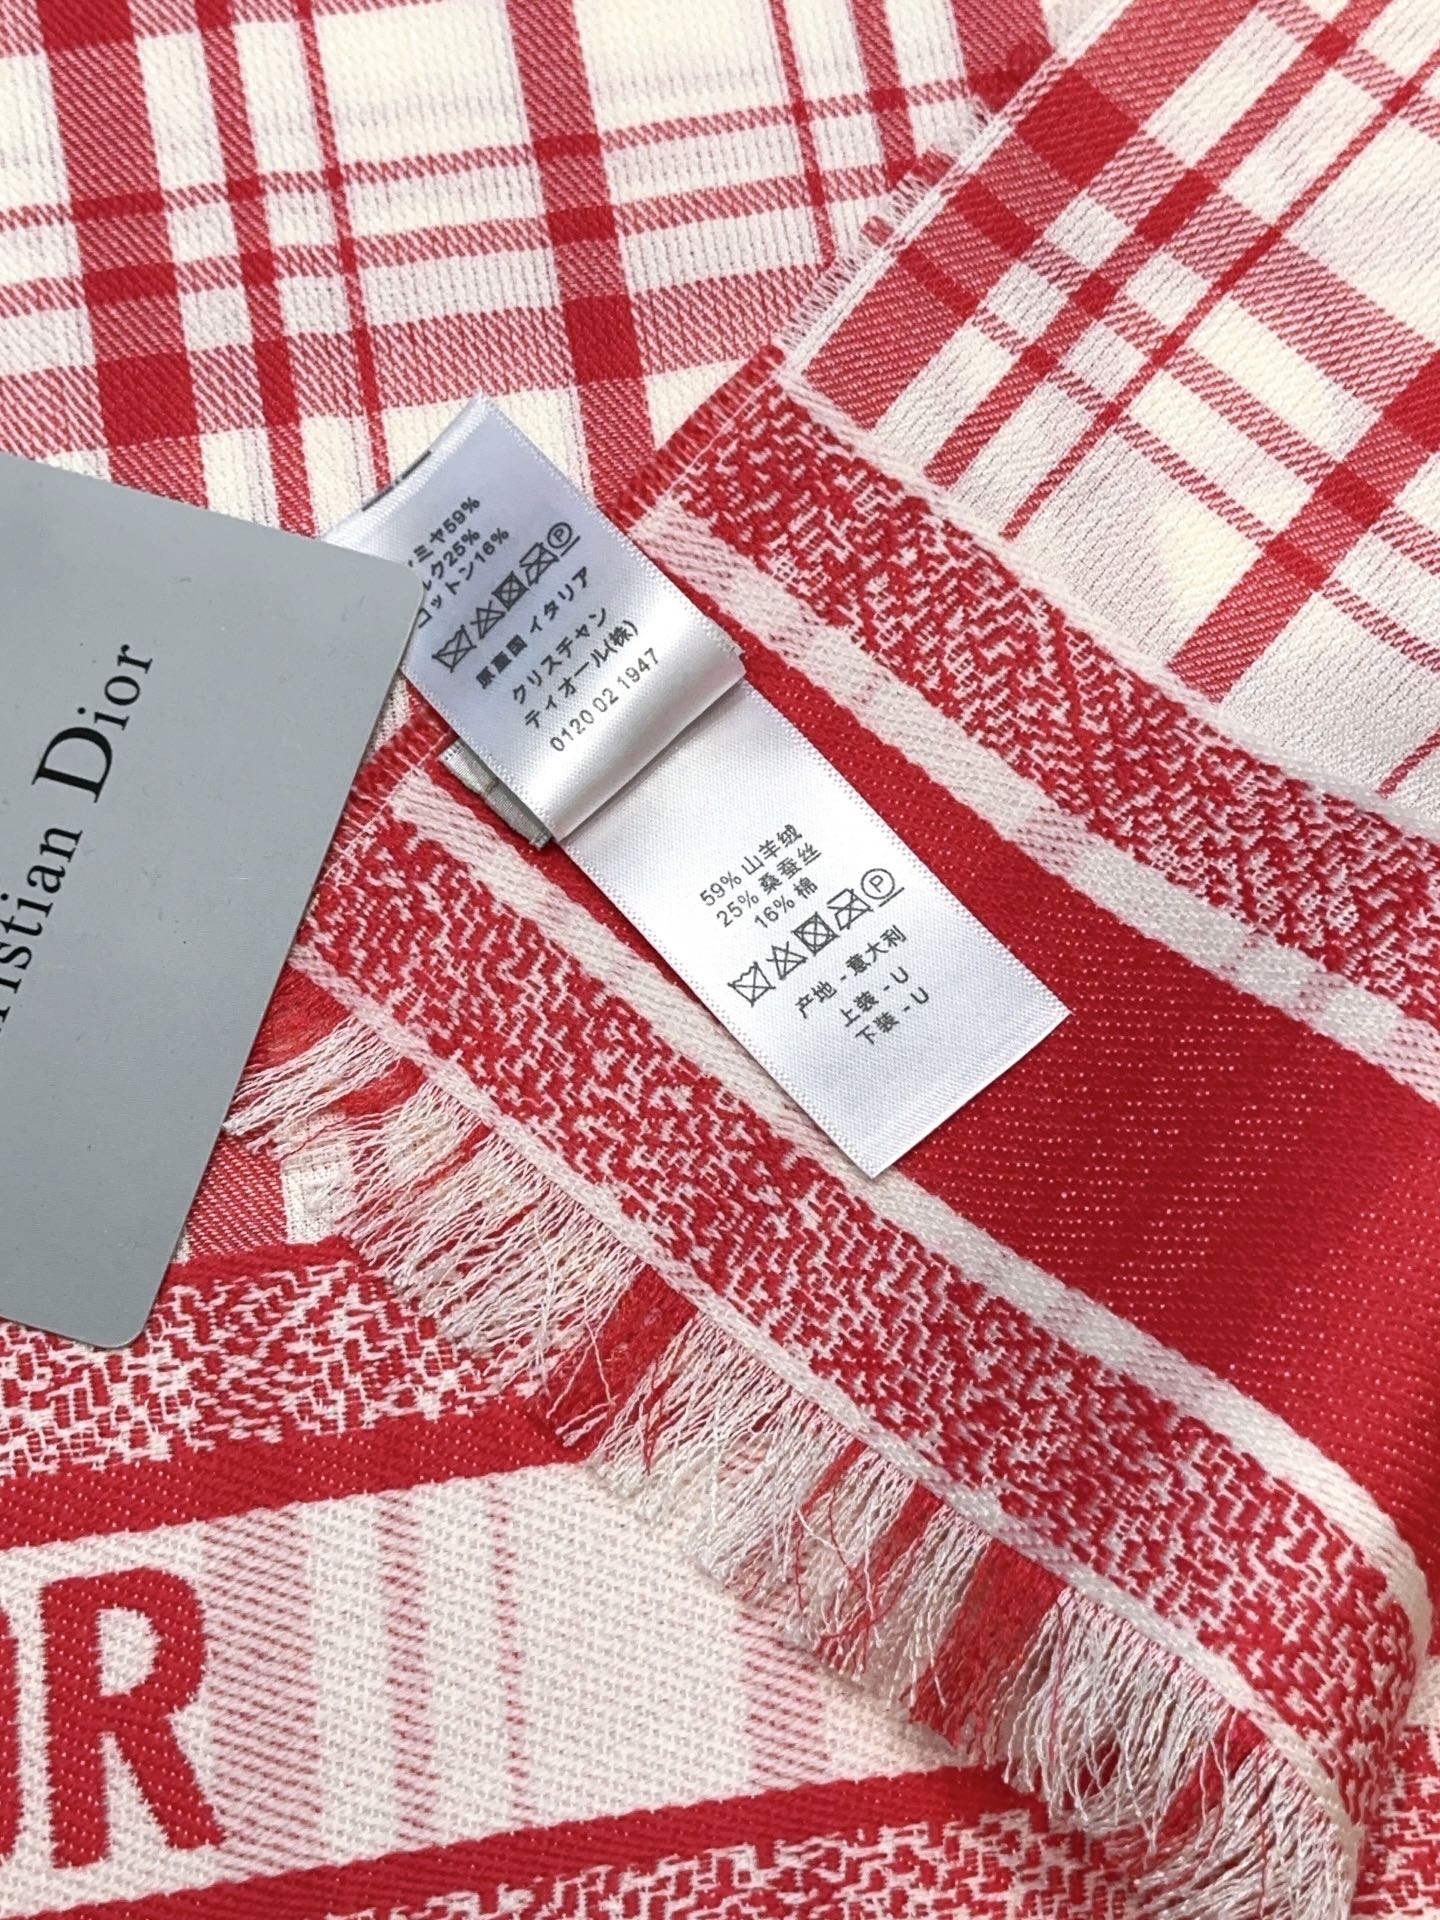 ミヤ59%
ルク25%
コットン16%
原産国 イタリア
クリスチャン
ディオール(株)
0120 02 1947
59% 山羊绒
25% 桑蚕丝
16% 棉
产地 - 意大利
上装 - U
下装 - U
ristian Dior
R